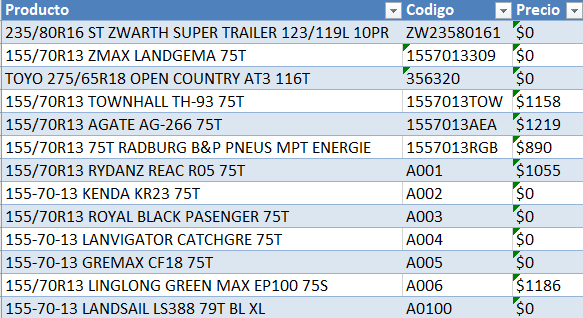 Producto Codigo Precio
235/80R16 ST ZWARTH SUPER TRAILER 123/119L 10PR ZW23580161 $0
155/70R13 ZMAX LANDGEMA 75T 1557013309 $0
TOYO 275/65R18 OPEN COUNTRY AT3 116T 356320 $0
155/70R13 TOWNHALL TH-93 75T 1557013TOW $1158
155/70R13 AGATE AG-266 75T 1557013AEA $1219
155/70R13 75T RADBURG B&P PNEUS MPT ENERGIE 1557013RGB $890
155/70R13 RYDANZ REAC R05 75T A001 $1055
155-70-13 KENDA KR23 75T A002 $0
155-70-13 ROYAL BLACK PASENGER 75T A003 $0
155-70-13 LANVIGATOR CATCHGRE 75T A004 $0
155-70-13 GREMAX CF18 75T A005 $0
155/70R13 LINGLONG GREEN MAX EP100 75S A006 $1186
155-70-13 LANDSAIL LS388 79T BL XL A0100 $0